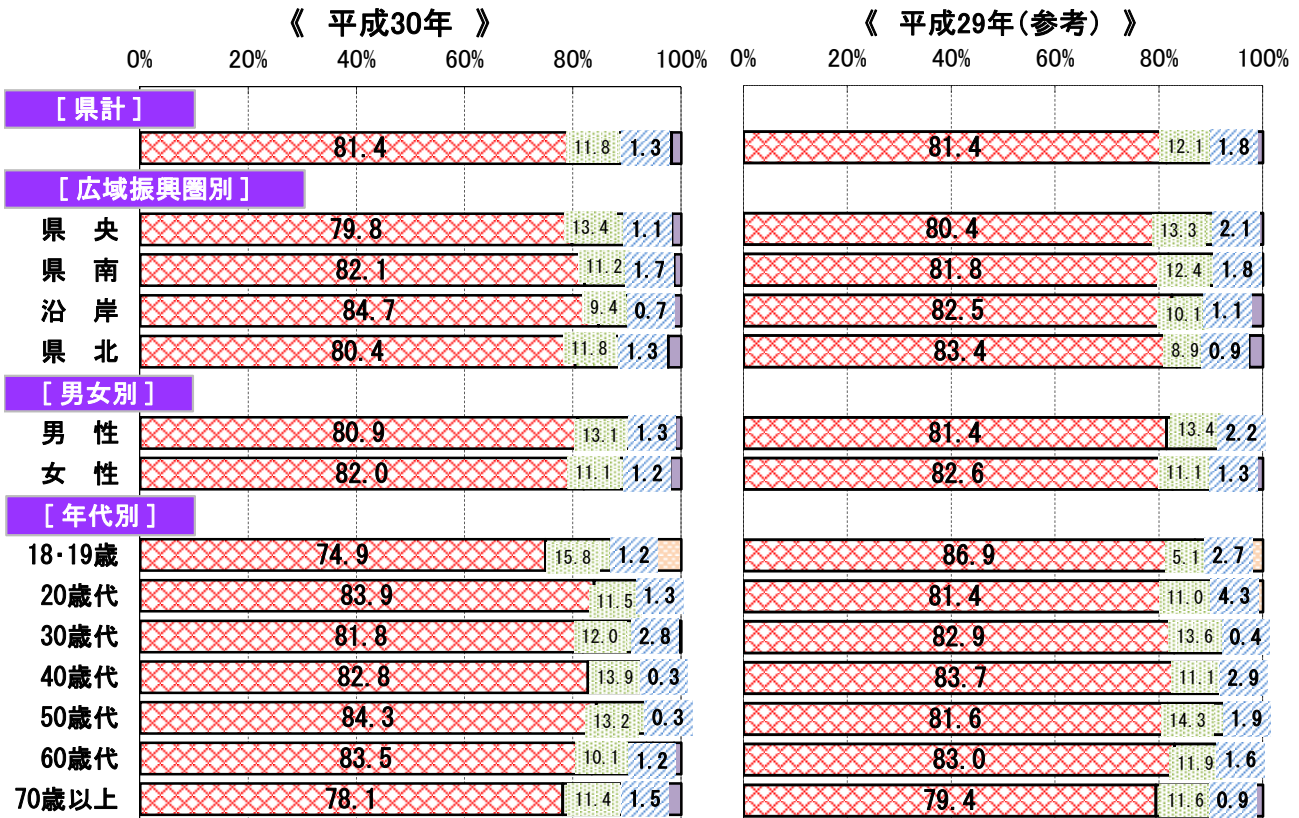 《 平成30年 》 《 平成29年(参考) 》
0% 20% 40% 60% 80% 100% 0% 20% 40% 60% 80% 100%
[ 県計 ]
81.4 11.8 1.3 81.4 12.1 1.8
[ 広域振興圏別 ]
県 央 79.8 13.4 1.1 80.4 13.3 2.1
県 南 82.1 11.2 1.7 81.8 12.4 1.8
沿 岸 84.7 9.4 0.7 82.5 10.1 1.1
県 北 80.4 11.8 1.3 83.4 8.9 0.9
[ 男女別 ]
男 性 80.9 13.1 1.3 81.4 13.4 2.2
女 性 82.0 11.1 1.2 82.6 11.1 1.3
[ 年代別 ]
18・19歳 74.9 15.8 1.2 86.9 5.1 2.7
20歳代 83.9 11.5 1.3 81.4 11.0 4.3
30歳代 81.8 12.0 2.8 82.9 13.6 0.4
40歳代 82.8 13.9 0.3 83.7 11.1 2.9
50歳代 84.3 13.2 0.3 81.6 14.3 1.9
60歳代 83.5 10.1 1.2 83.0 11.9 1.6
70歳以上 78.1 11.4 1.5 79.4 11.6 0.9